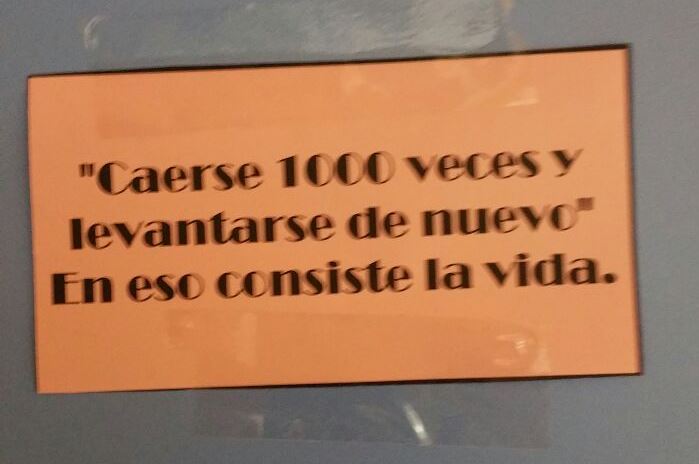 "Caerse 1000 veces y
levantarse de nuevo"
En eso consiste la vida.